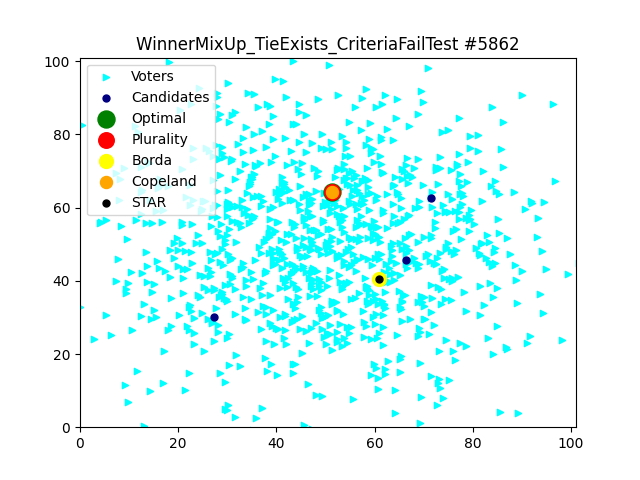 WinnerMixUp_TieExists_CriteriaFailTest #5862
100
80
60
40
20
0
Voters
Candidates
Optimal
Plurality
Borda
Copeland
STAR
0 20 40 60 80 100